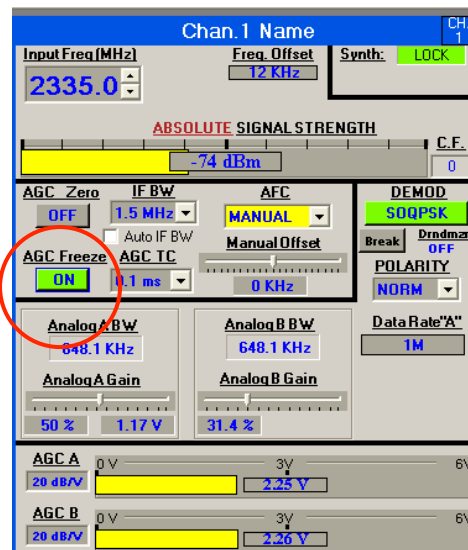 Chan.1 Name
CH.
1
Input Freq (MHz)
Freq. Offset
Synth:
LOCK
2335.0
12 KHz
ABSOLUTE SIGNAL STRENGTH
-74 dBm
C.F.
0
AGC Zero
IF BW
AFC
DEMOD
OFF
1.5 MHz
MANUAL
SOQPSK
Auto IF BW
Manual Offset
Break
OFF
AGC Freeze
AGC TC
POLARITY
ON
0.1 ms
0 KHz
NORM
Analog A BW
Analog B BW
Data Rate"A"
648.1 KHz
648.1 KHz
1M
Analog A Gain
Analog B Gain
50 %
1.17 V
31.4 %
AGC A
0 V
3V
6V
20 dB/V
2.25 V
AGC B
0 V
3V
6V
20 dB/V
2.26 V